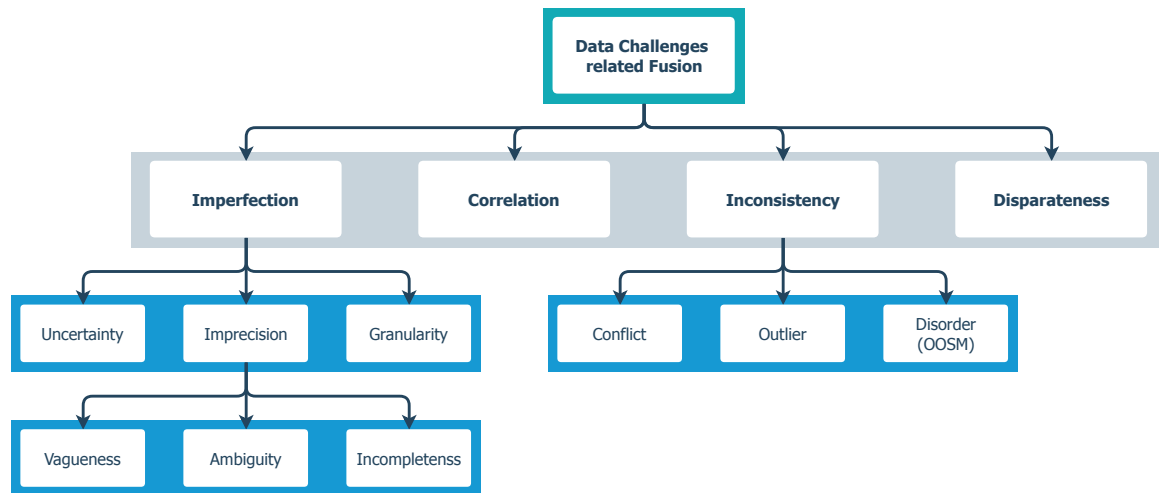 Data Challenges
related Fusion
Imperfection
Correlation
Inconsistency
Disparateness
Uncertainty
Imprecision
Granularity
Conflict
Outlier
Disorder
(OOSM)
Vagueness
Ambiguity
Incompletenss